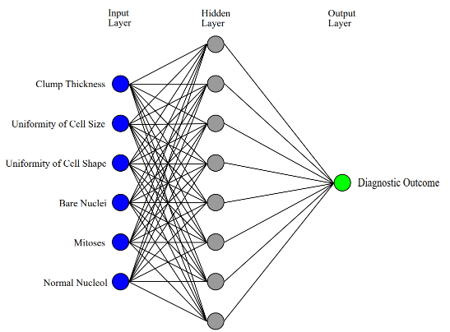 Input
Layer
Hidden
Layer
Output
Layer
Clump Thickness
Uniformity of Cell Size
Uniformity of Cell Shape
Bare Nuclei
Mitoses
Normal Nucleol
Diagnostic Outcome